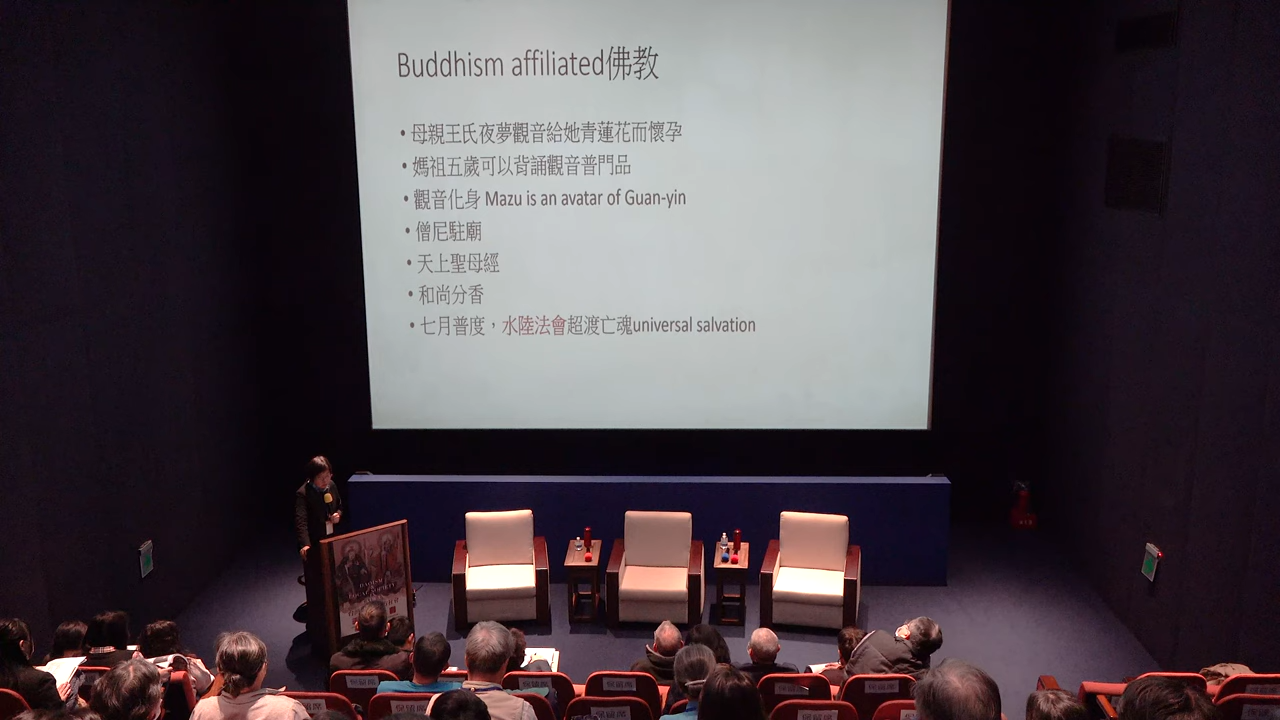 Buddhism affiliated佛教
• 母親王氏夜夢觀音給她青蓮花而懷孕
• 媽祖五歲可以背誦觀音普門品
• 觀音化身 Mazu is an avatar of Guan-yin
• 僧尼駐廟
• 天上聖母經
• 和尚分香
• 七月普度，水陸法會超渡亡魂universal salvation